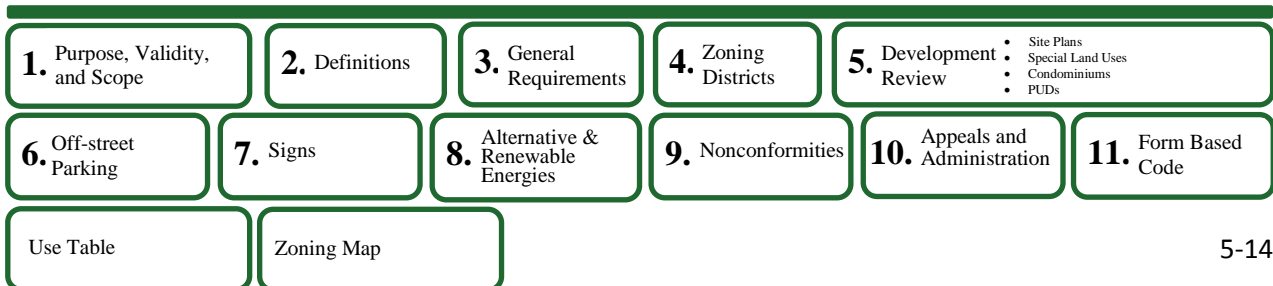 1. Purpose, Validity,
and Scope
2. Definitions
3. General
Requirements
4. Zoning
Districts
5. Development
Review
• Site Plans
• Special Land Uses
• Condominiums
• PUDs
6. Off-street
Parking
7. Signs
8. Alternative &
Renewable
Energies
9. Nonconformities
10. Appeals and
Administration
11. Form Based
Code
Use Table
Zoning Map
5-14